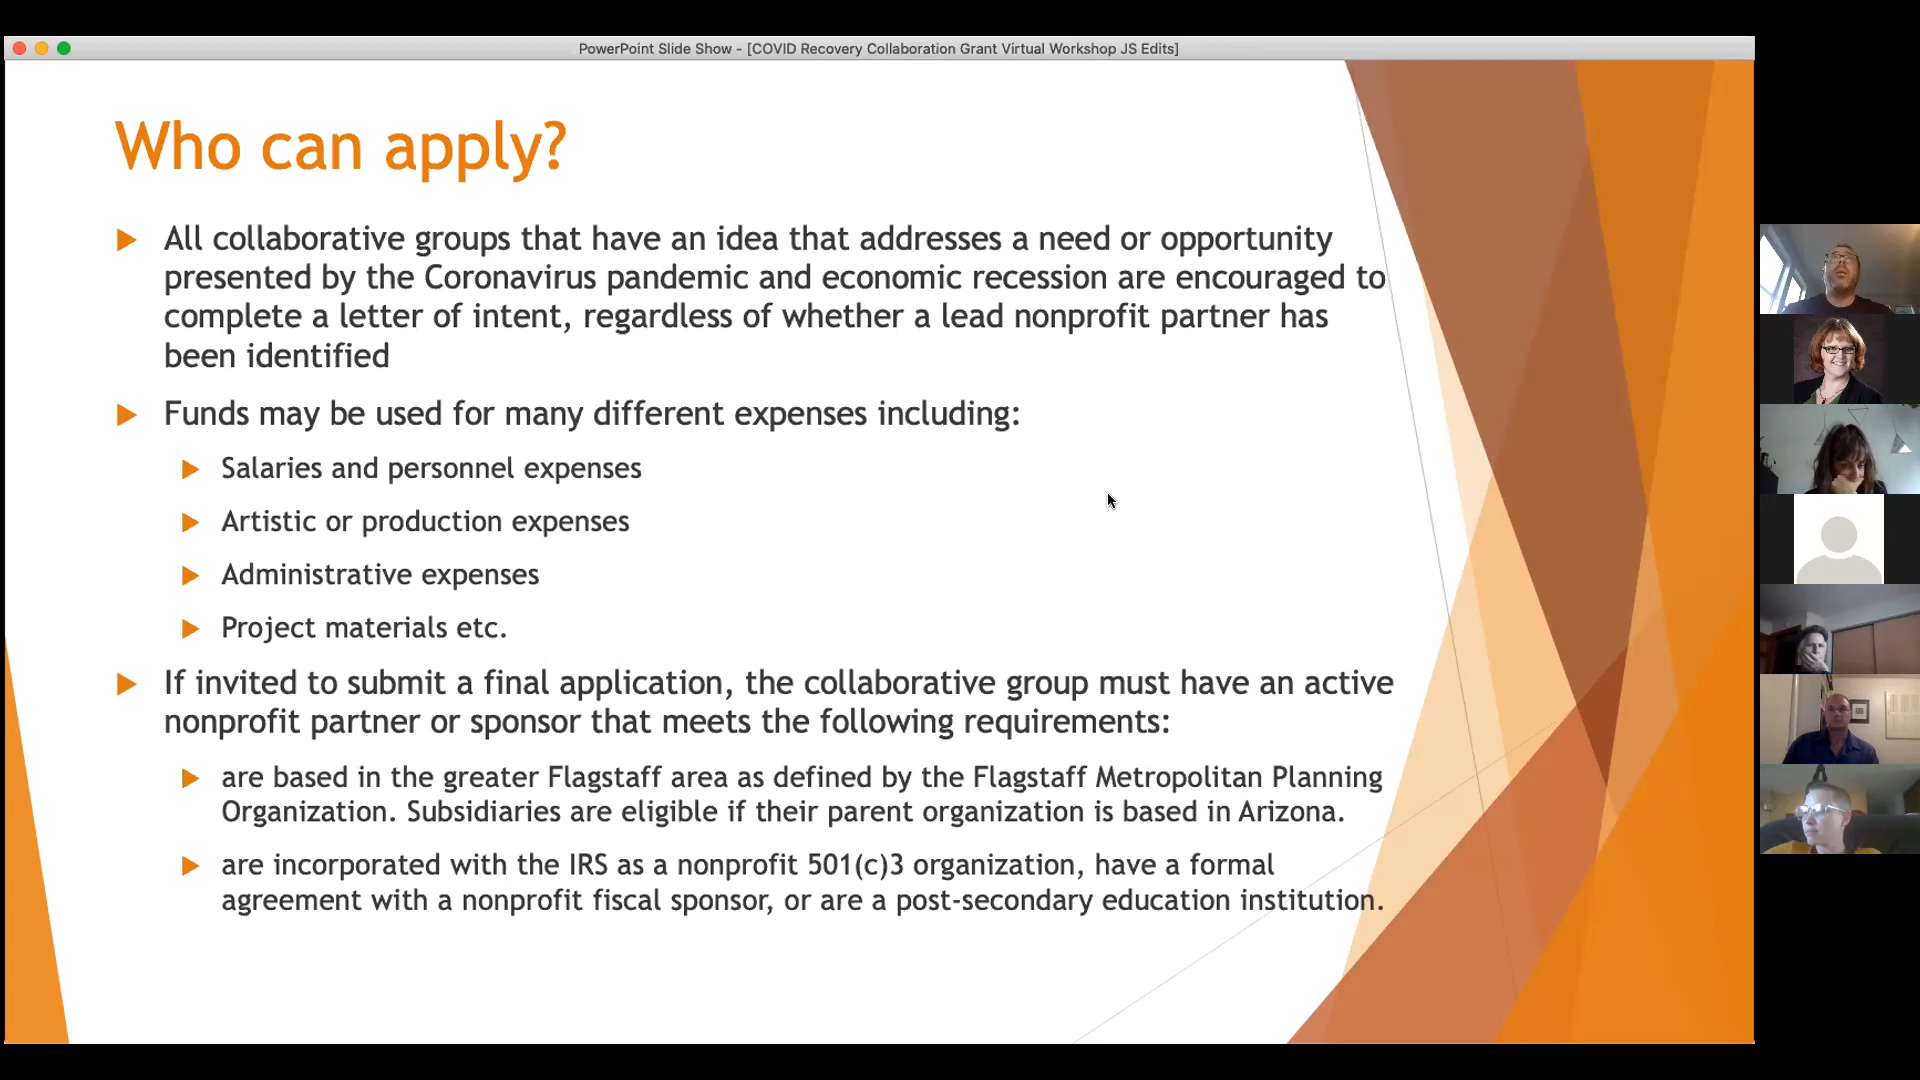 PowerPoint Slide Show - [COVID Recovery Collaboration Grant Virtual Workshop JS Edits]
Who can apply?
All collaborative groups that have an idea that addresses a need or opportunity
presented by the Coronavirus pandemic and economic recession are encouraged to
complete a letter of intent, regardless of whether a lead nonprofit partner has
been identified
Funds may be used for many different expenses including:
Salaries and personnel expenses
Artistic or production expenses
Administrative expenses
Project materials etc.
If invited to submit a final application, the collaborative group must have an active
nonprofit partner or sponsor that meets the following requirements:
are based in the greater Flagstaff area as defined by the Flagstaff Metropolitan Planning
Organization. Subsidiaries are eligible if their parent organization is based in Arizona.
are incorporated with the IRS as a nonprofit 501(c)3 organization, have a formal
agreement with a nonprofit fiscal sponsor, or are a post-secondary education institution.